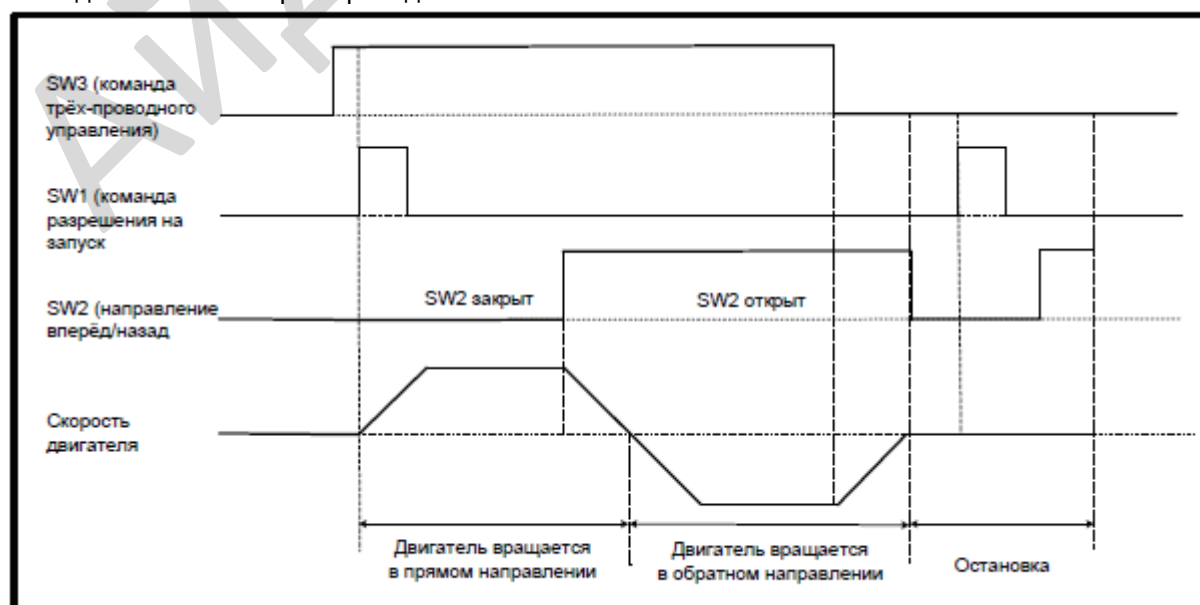 SW3 (команда
трёх-проводного
управления)
SW1 (команда
разрешения на
запуск
SW2 (направление
вперёд/назад
SW2 закрыт
SW2 открыт
Скорость
двигателя
Двигатель вращается
в прямом направлении
Двигатель вращается
в обратном направлении
Остановка